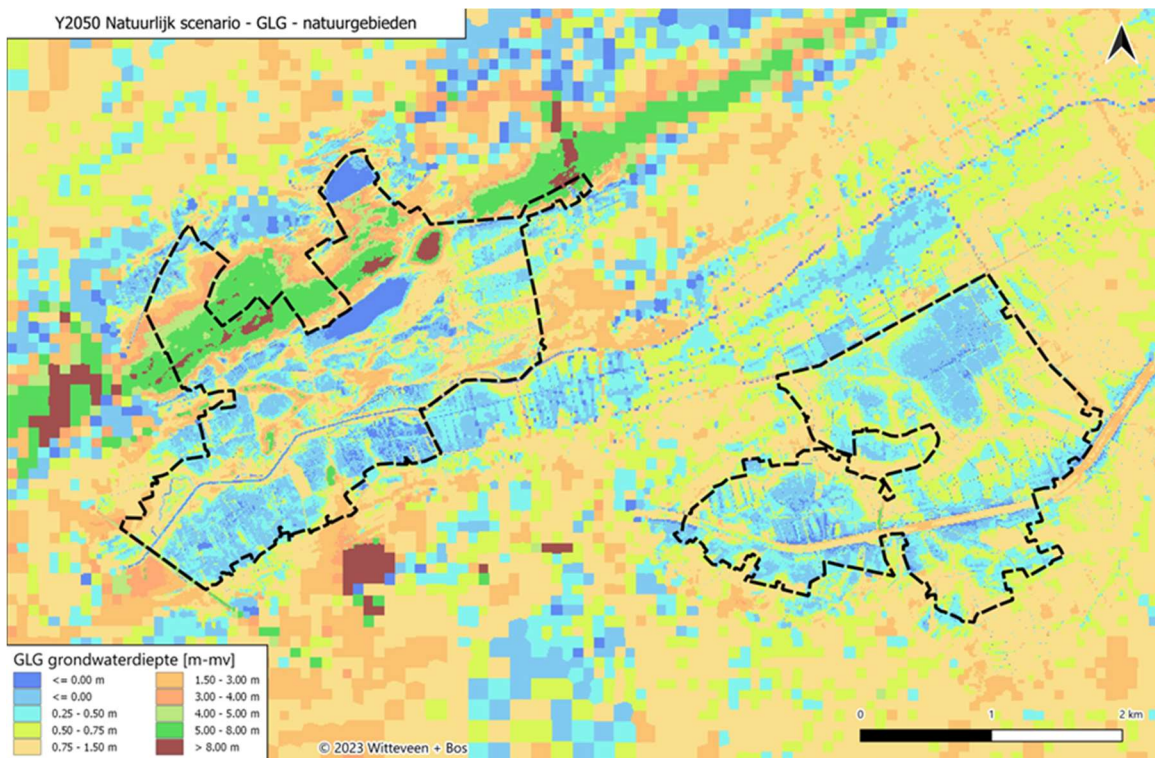 Y2050 Natuurlijk scenario - GLG - natuurgebieden
GLG grondwaterdiepte [m-mv]
<= 0.00 m
<= 0.00
0.25 - 0.50 m
0.50 - 0.75 m
0.75 - 1.50 m
1.50 - 3.00 m
3.00 - 4.00 m
4.00 - 5.00 m
5.00 - 8.00 m
> 8.00 m
© 2023 Witteveen + Bos
0 1 2 km